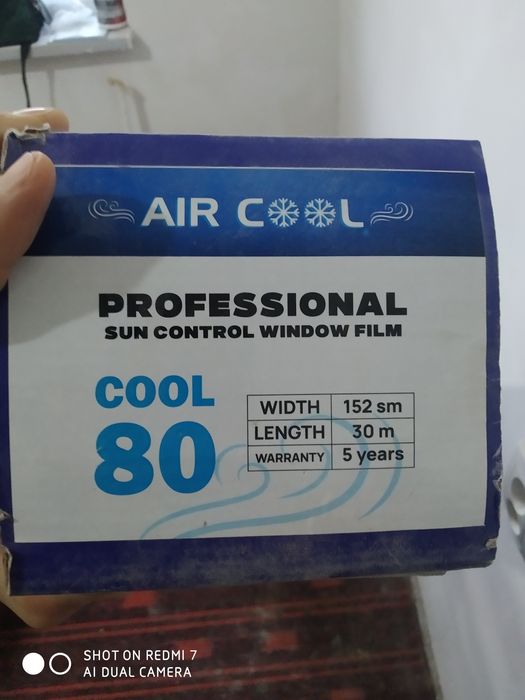 AIR COOL
PROFESSIONAL
SUN CONTROL WINDOW FILM
COOL
80
WIDTH 152 sm
LENGTH 30 m
WARRANTY 5 years
SHOT ON REDMI 7
AI DUAL CAMERA